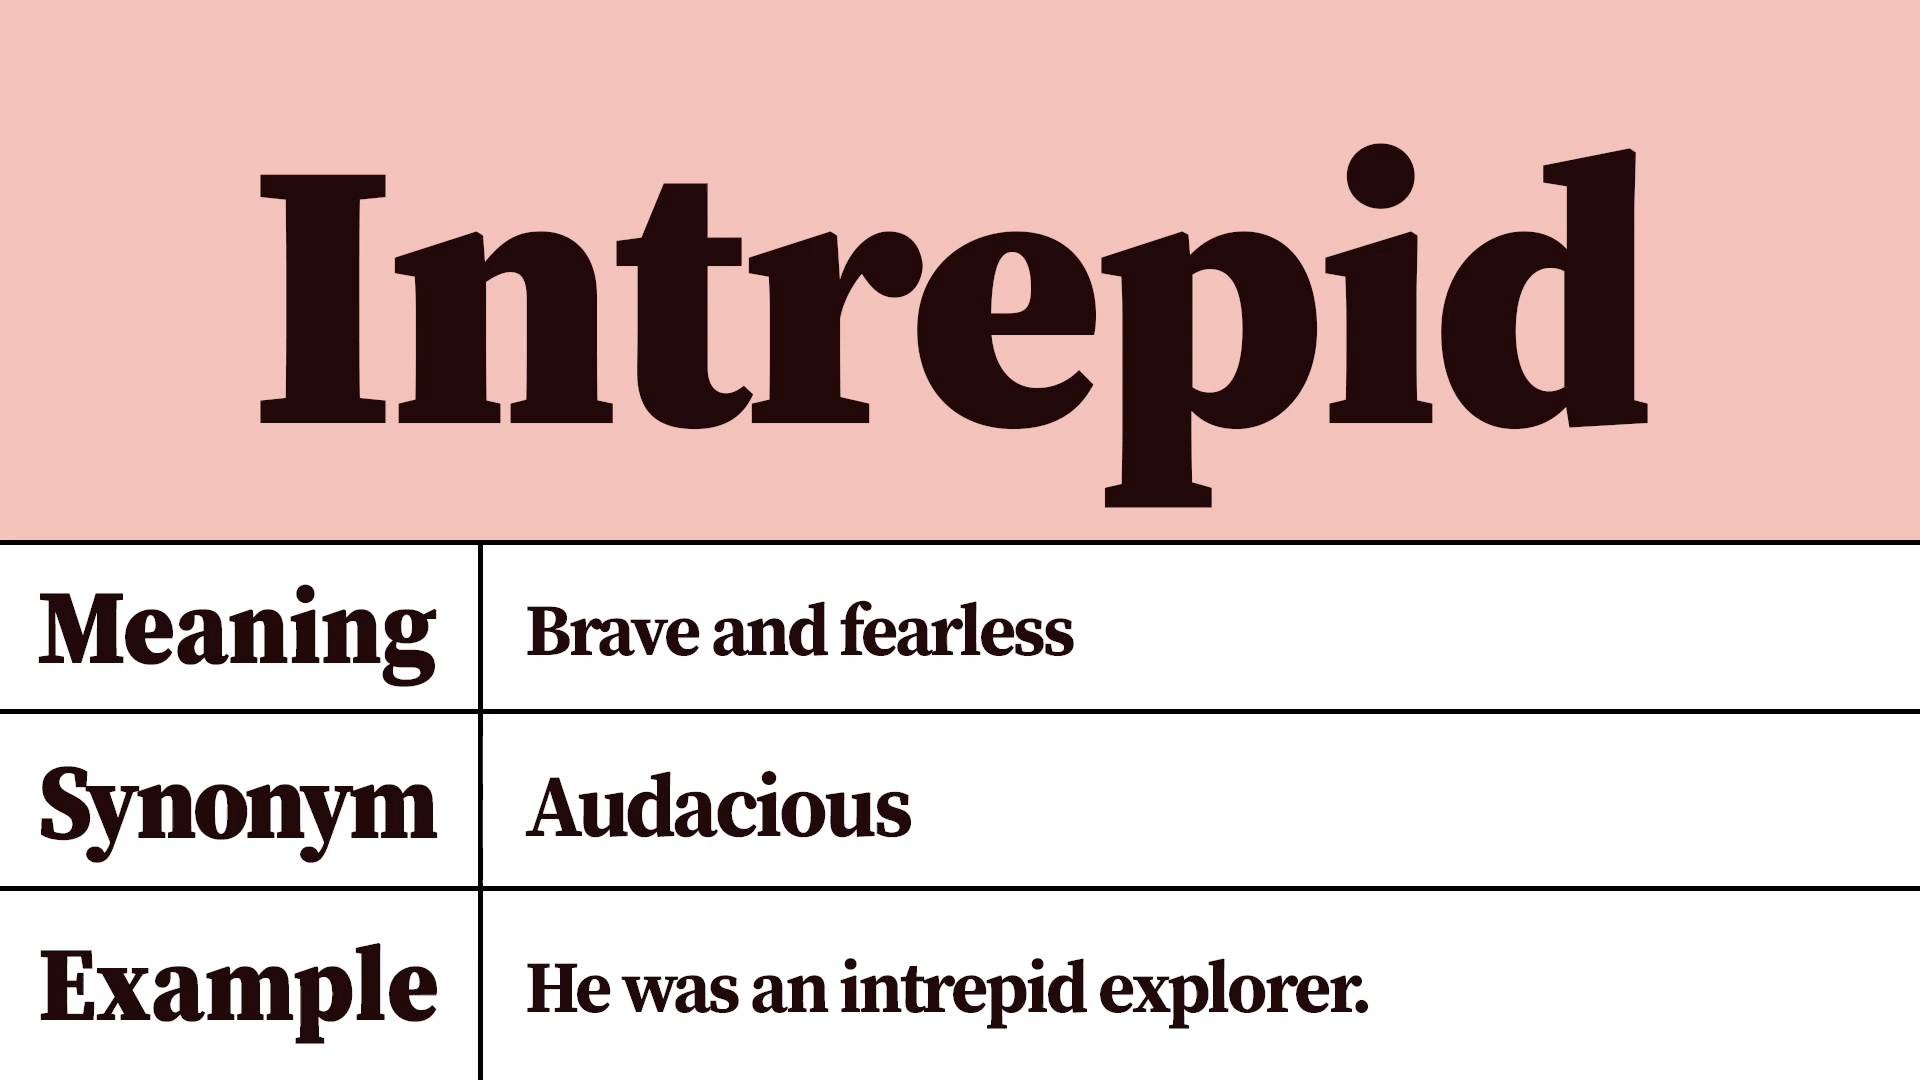 Intrepid
Meaning Brave and fearless
Synonym Audacious
Example He was an intrepid explorer.